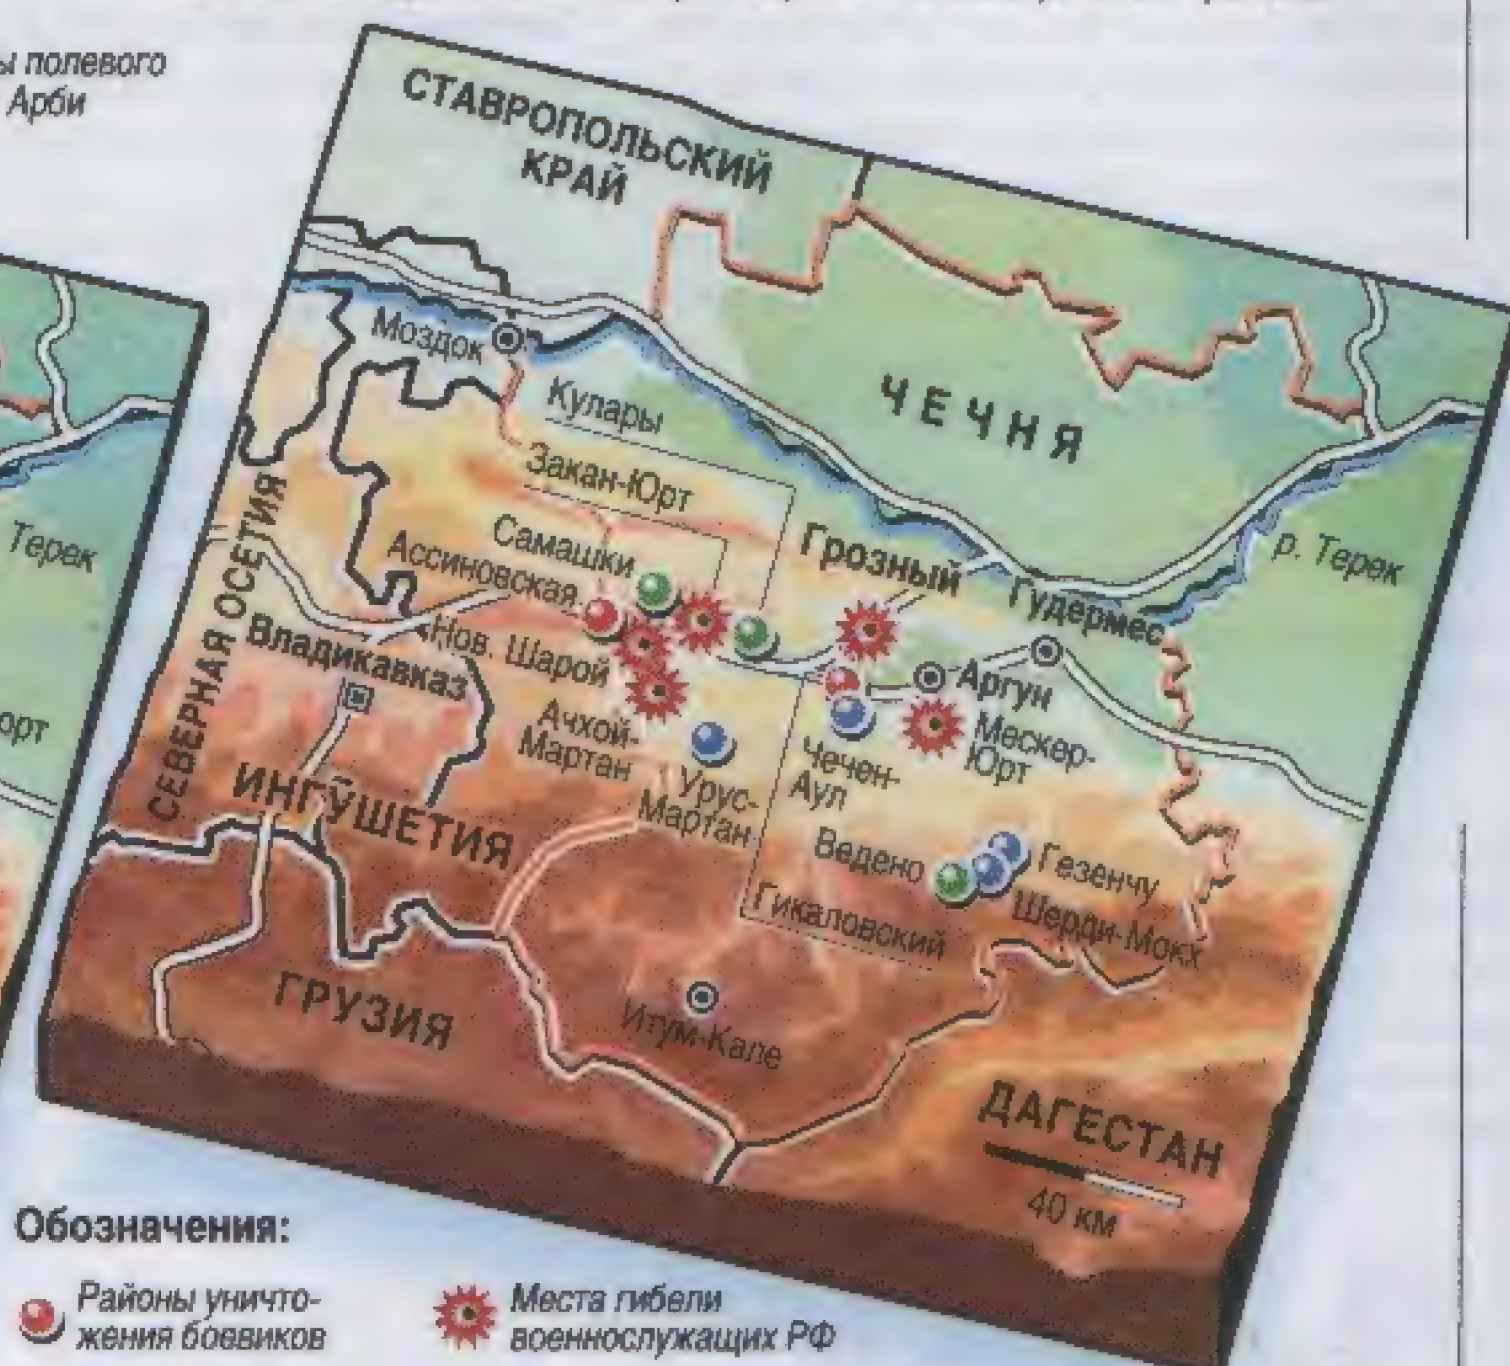 ы полевого
Арби
СТАВРОПОЛЬСКИЙ
КРАЙ
Моздок
Кулары
ЧЕЧНЯ
Закан-Юрт
Самашки
Грозный
Ассиновская
Гудермес
р. Терек
Терек
СЕВЕРНАЯ ОСЕТИЯ
Владикавказ
Нов. Шарой
Аргун
Ачхой-
Мартан
Мескер-
Юрт
Чечен-
Аул
Урус-
Мартан
орт
ИНГУШЕТИЯ
Ведено
Гезенчу
Шерди-Мокх
Гикаловский
ГРУЗИЯ
Итум-Кале
ДАГЕСТАН
40 км
Обозначения:
Районы уничто-
жения боевиков
Места гибели
военнослужащих РФ